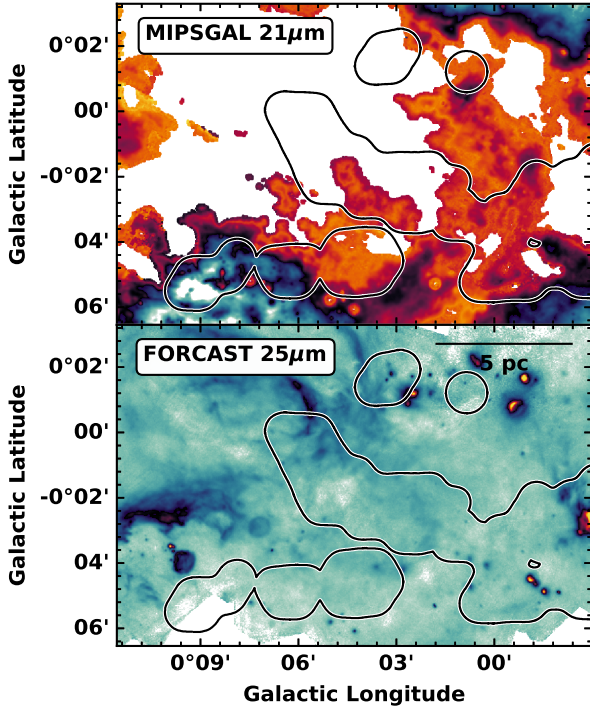 MIPSGAL 21μm
0°02'
00'
-0°02'
04'
06'
Galactic Latitude
FORCAST 25μm
5 pc
0°02'
00'
-0°02'
04'
06'
Galactic Latitude
0°09'
06'
03'
00'
Galactic Longitude